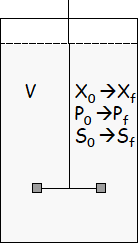 V
X₀ → X_f
P₀ → P_f
S₀ → S_f